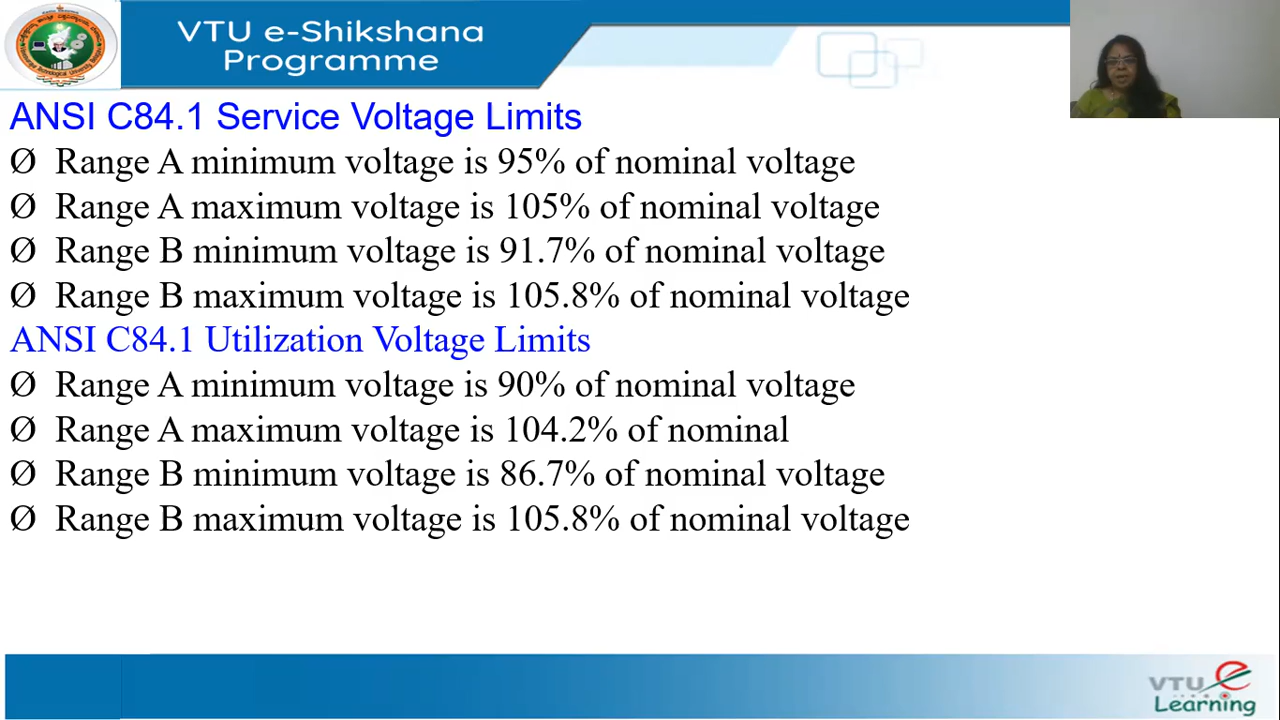 VTU e-Shikshana
Programme
ANSI C84.1 Service Voltage Limits
Ø Range A minimum voltage is 95% of nominal voltage
Ø Range A maximum voltage is 105% of nominal voltage
Ø Range B minimum voltage is 91.7% of nominal voltage
Ø Range B maximum voltage is 105.8% of nominal voltage
ANSI C84.1 Utilization Voltage Limits
Ø Range A minimum voltage is 90% of nominal voltage
Ø Range A maximum voltage is 104.2% of nominal
Ø Range B minimum voltage is 86.7% of nominal voltage
Ø Range B maximum voltage is 105.8% of nominal voltage
VTU e
Learning